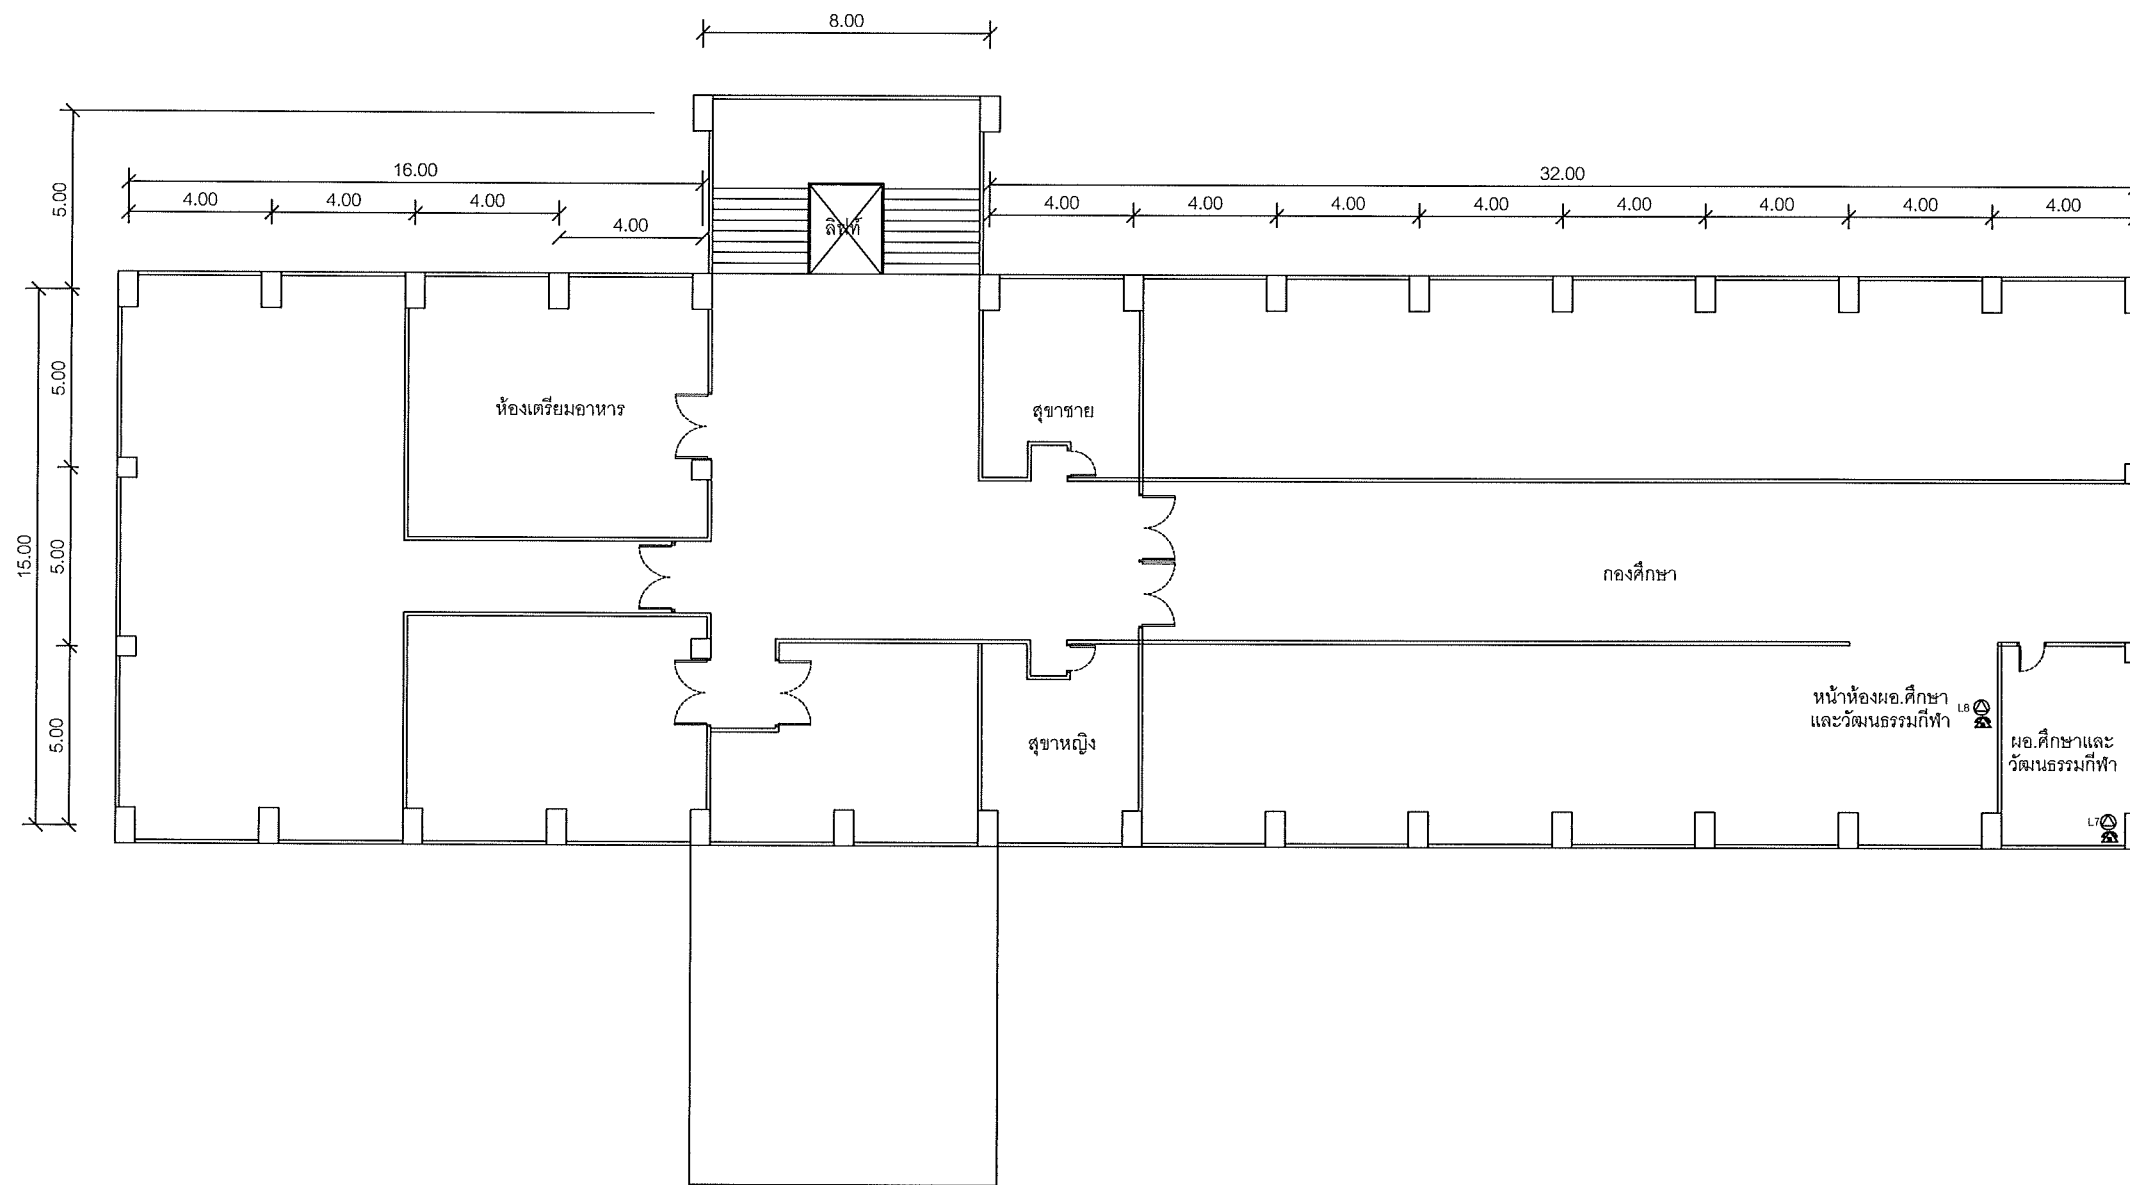 8.00
16.00
32.00
4.00
4.00
4.00
4.00
4.00
4.00
4.00
4.00
4.00
4.00
4.00
4.00
5.00
5.00
5.00
5.00
15.00
ลิฟท์
ห้องเตรียมอาหาร
สุขาชาย
กองศึกษา
หน้าห้องผอ.ศึกษา
และวัฒนธรรมกีฬา
L8
สุขาหญิง
ผอ.ศึกษาและ
วัฒนธรรมกีฬา
L7